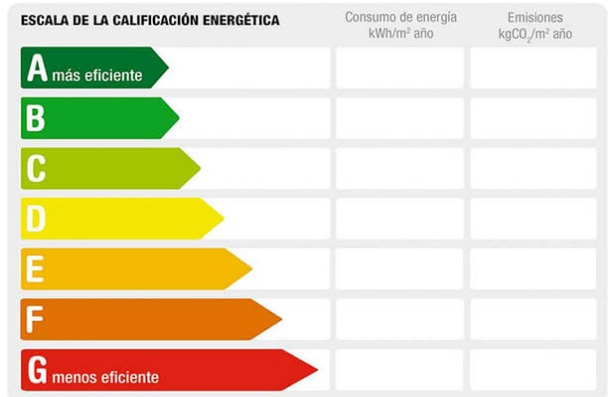 ESCALA DE LA CALIFICACIÓN ENERGÉTICA
Consumo de energía
kWh/m² año
Emisiones
kgCO₂/m² año
A más eficiente
B
C
D
E
F
G menos eficiente